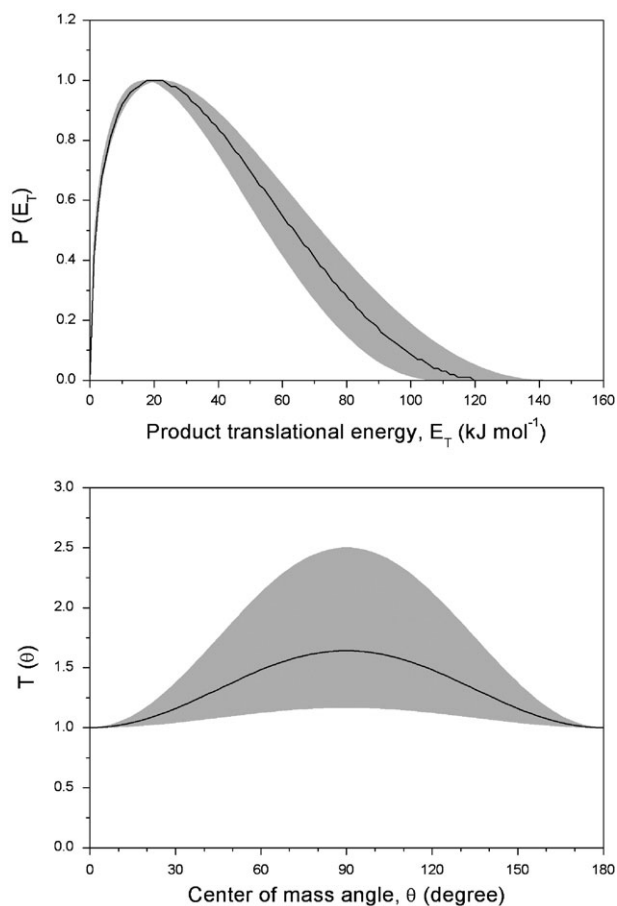 1.2
1.0
0.8
0.6
0.4
0.2
0.0
P (E_T)
0 20 40 60 80 100 120 140 160
Product translational energy, E_T (kJ mol⁻¹)
3.0
2.5
2.0
1.5
1.0
0.5
0.0
T (θ)
0 30 60 90 120 150 180
Center of mass angle, θ (degree)